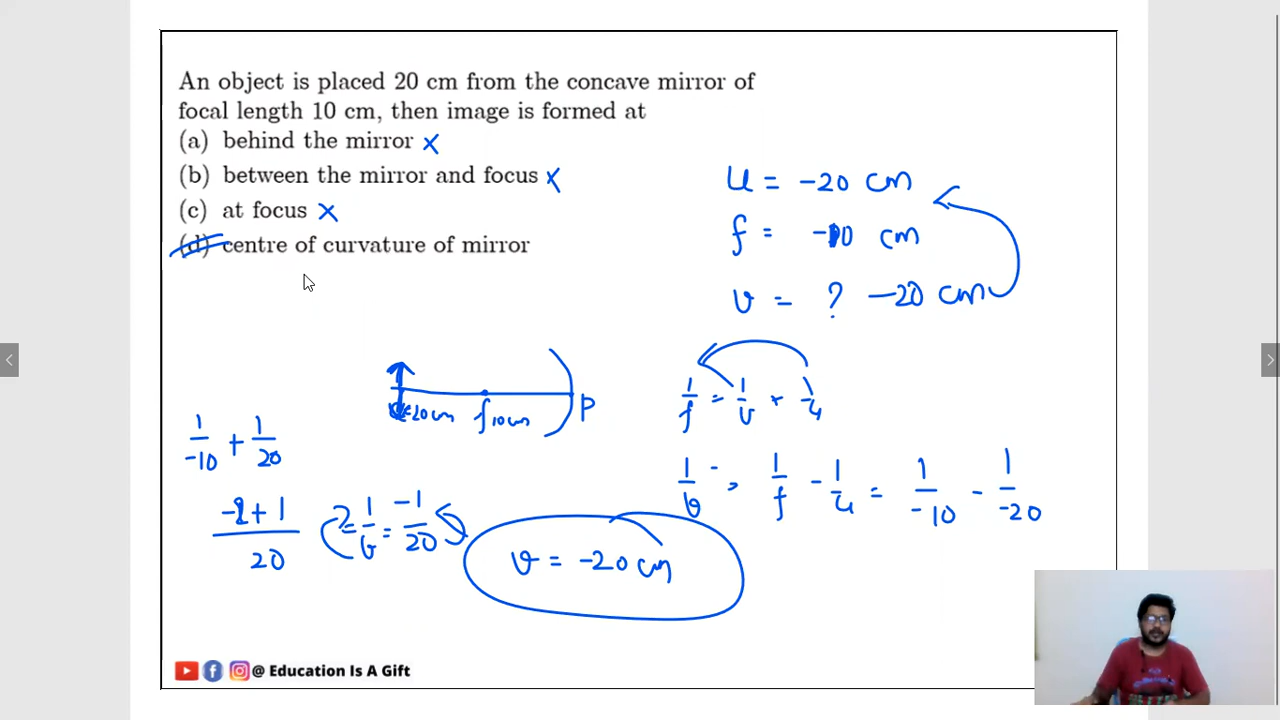 An object is placed 20 cm from the concave mirror of
focal length 10 cm, then image is formed at
(a) behind the mirror x
(b) between the mirror and focus x
(c) at focus x
(d) centre of curvature of mirror
u = -20 cm
f = -10 cm
v = ? -20 cm
20cm f 10cm P
1/f = 1/v + 1/u
1/v = 1/f - 1/u = 1/-10 - 1/-20
1/-10 + 1/20
-2+1/20 = 1/v = -1/20
v = -20 cm
@ Education Is A Gift